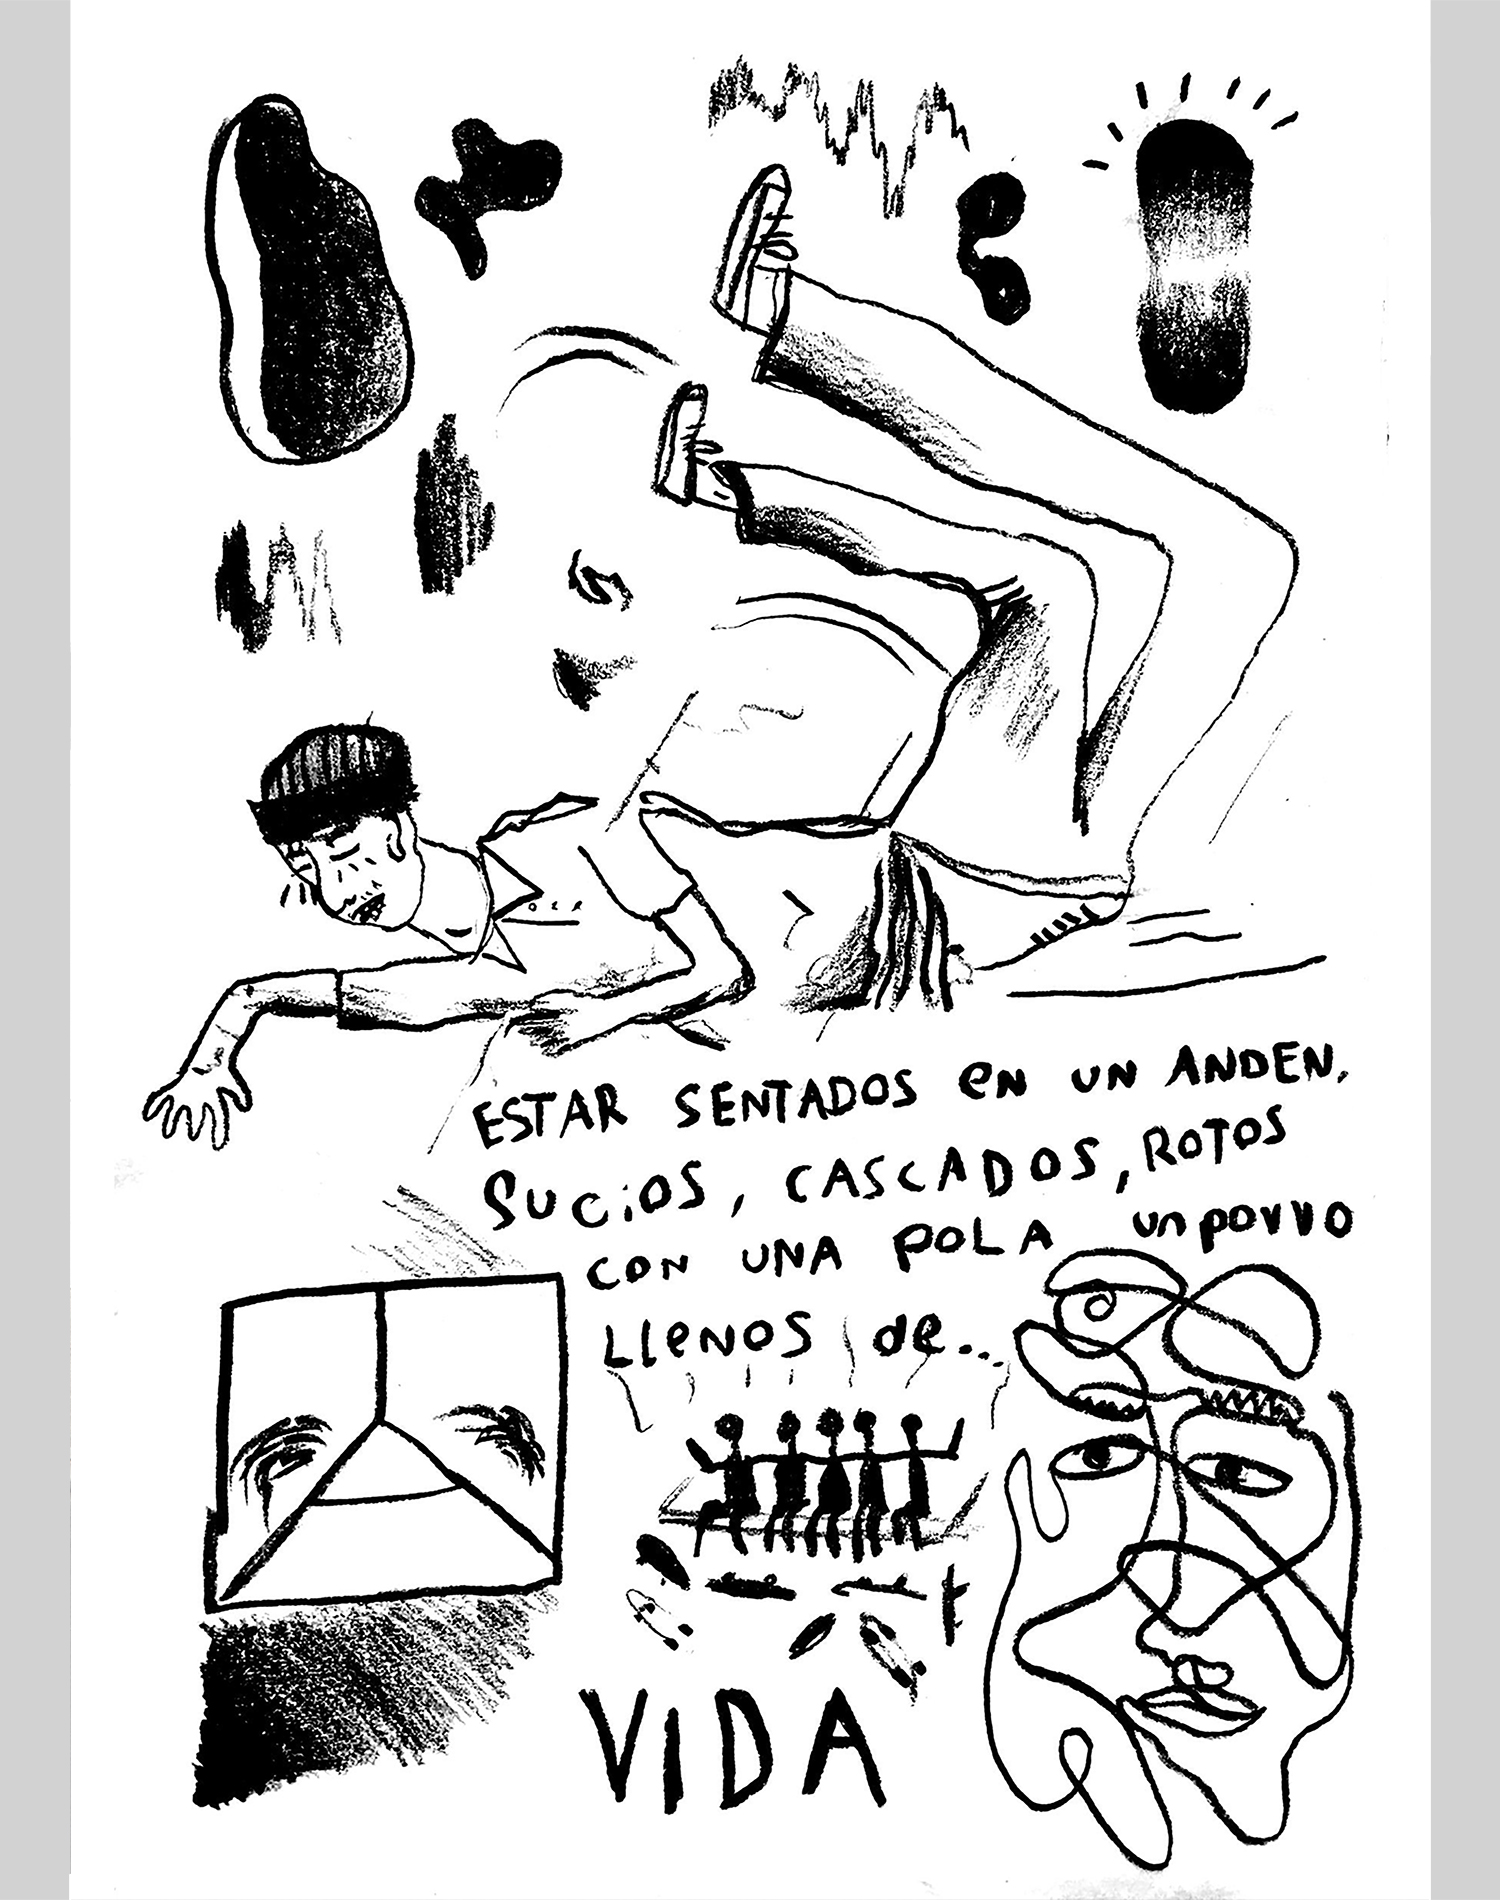 ESTAR SENTADOS EN UN ANDEN,
SUCiOS, CASCADOS, ROTOS
CON UNA POLA un porrO
LleNOS de...
ViDA